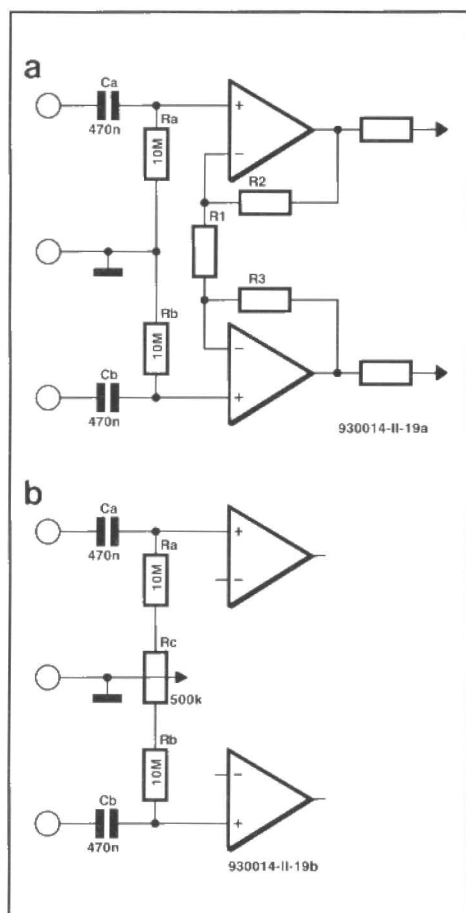 a
Ca
470n
Ra
10M
+
−
R2
R1
R3
Rb
10M
−
+
Cb
470n
930014-II-19a
b
Ca
470n
Ra
10M
+
−
Rc
500k
Rb
10M
−
+
Cb
470n
930014-II-19b